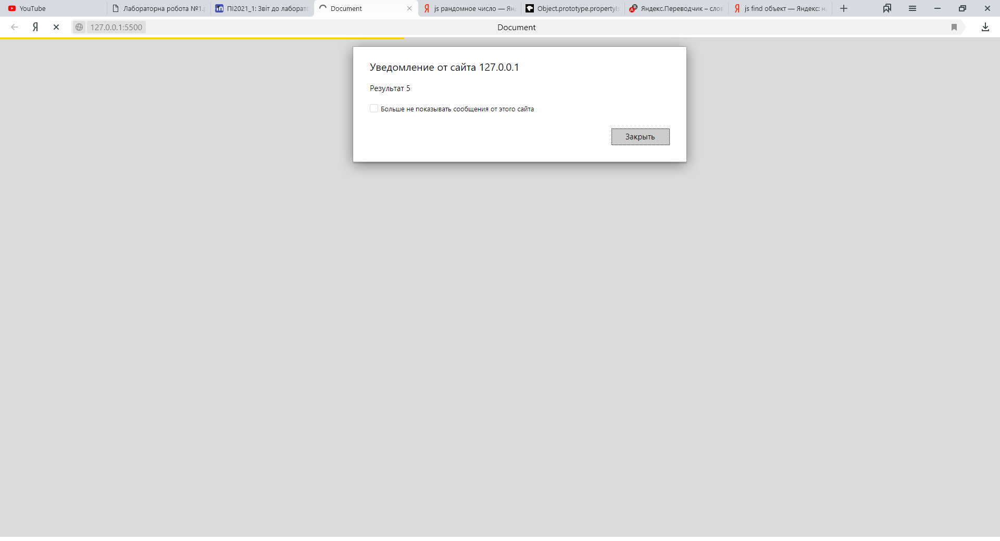 YouTube
Лабораторна робота №1.p
ПІ2021_1: Звіт до лаборато
Document
js рандомное число — Ян
Object.prototype.propertyIs
Яндекс.Переводчик – слов
js find объект — Яндекс: н
Я
127.0.0.1:5500
Document
Уведомление от сайта 127.0.0.1
Результат 5
Больше не показывать сообщения от этого сайта
Закрыть